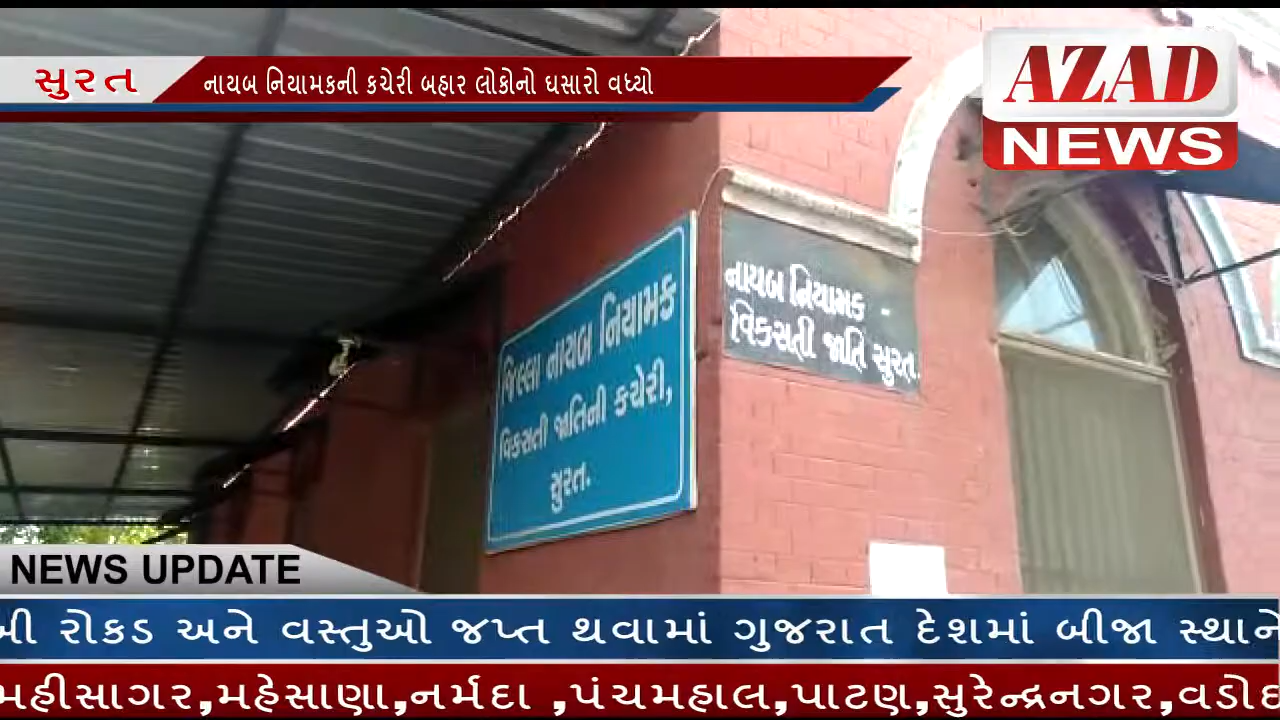 સુરત
નાયબ નિયામકની કચેરી બહાર લોકોનો ઘસારો વધ્યો
AZAD
NEWS
જિલ્લા નાયબ નિયામક
વિકસતી જાતિની કચેરી,
સુરત.
નાયબ નિયામક -
વિકસતી જાતિ સુરત.
NEWS UPDATE
રોકડ અને વસ્તુઓ જપ્ત થવામાં ગુજરાત દેશમાં બીજા સ્થાને
મહીસાગર,મહેસાણા,નર્મદા ,પંચમહાલ,પાટણ,સુરેન્દ્રનગર,વડોદ